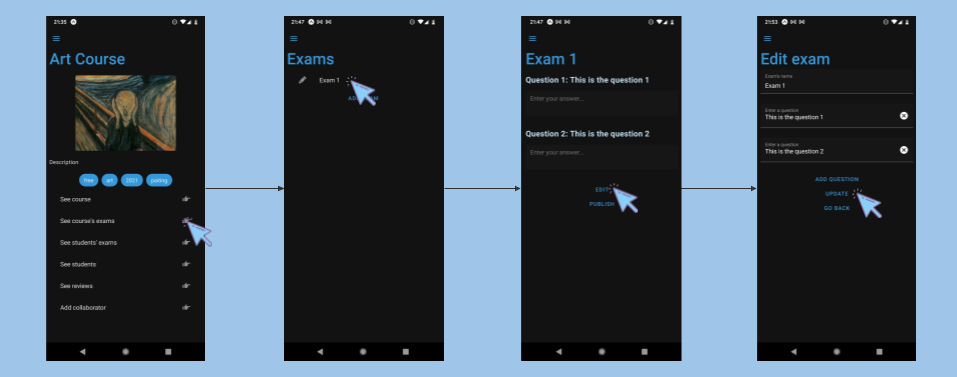 21:35
Art Course
Description
free art 2021 painting
See course
See course's exams
See students' exams
See students
See reviews
Add collaborator
21:47
Exams
Exam 1
21:47
Exam 1
Question 1: This is the question 1
Enter your answer...
Question 2: This is the question 2
Enter your answer...
EDIT
PUBLISH
21:53
Edit exam
Exam's name
Exam 1
Enter a question
This is the question 1
Enter a question
This is the question 2
ADD QUESTION
UPDATE
GO BACK